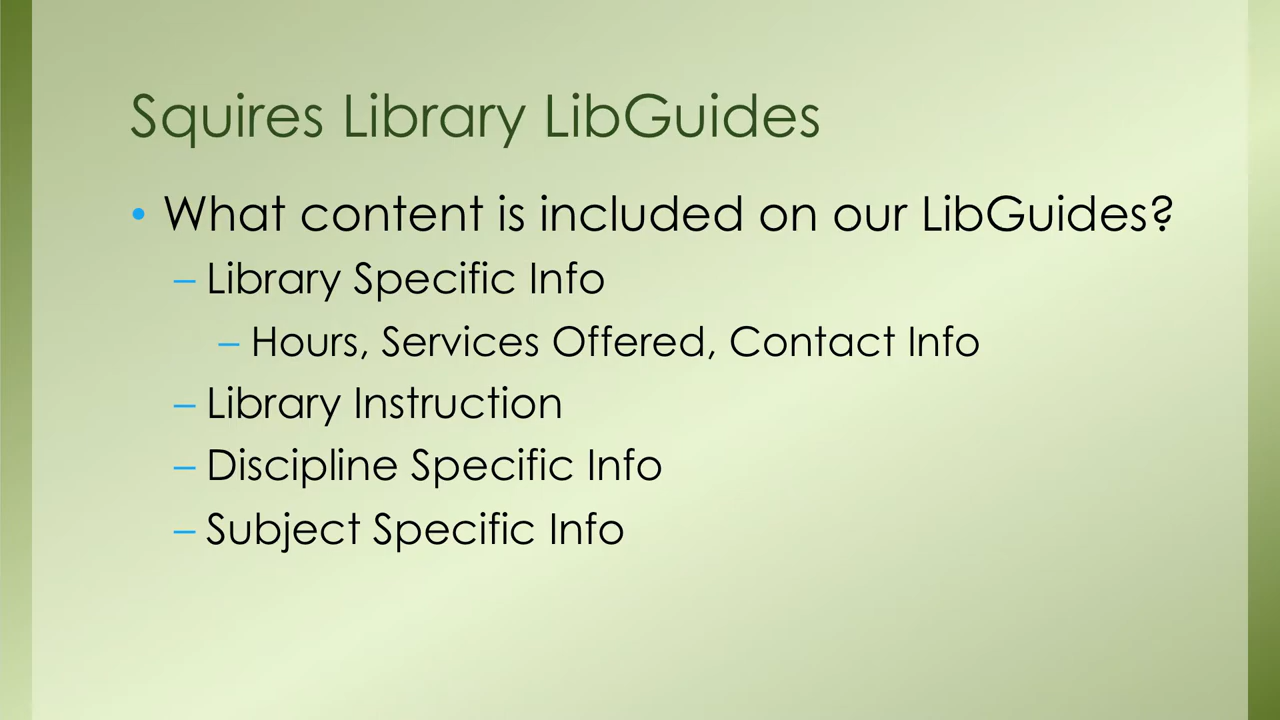 Squires Library LibGuides
• What content is included on our LibGuides?
– Library Specific Info
– Hours, Services Offered, Contact Info
– Library Instruction
– Discipline Specific Info
– Subject Specific Info